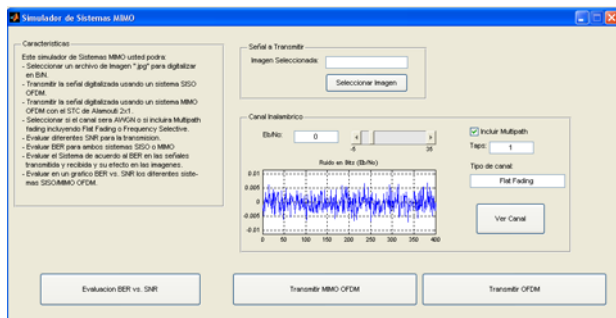 Simulador de Sistemas MIMO
Caracteristicas
Este simulador de Sistemas MIMO usted podra:
- Seleccionar un archivo de Imagen ".jpg" para digitalizar
en B/N.
- Transmitir la señal digitalizada usando un sistema SISO
OFDM.
- Transmitir la señal digitalizada usando un sistema MIMO
OFDM con el STC de Alamouti 2x1.
- Seleccionar si el canal sera AWGN o si incluira Multipath
fading incluyendo Flat Fading o Frequency Selective.
- Evaluar diferentes SNR para la transmision.
- Evaluar BER para ambos sistemas SISO o MIMO
- Evaluar el Sistema de acuerdo al BER en las señales
transmitida y recibida y su efecto en las imagenes.
- Evaluar en un grafico BER vs. SNR los diferentes siste-
mas SISO/MIMO OFDM.
Señal a Transmitir
Imagen Seleccionada:
Seleccionar Imagen
Canal Inalambrico
Eb/No:
0
-5
35
Incluir Multipath
Taps:
1
Tipo de canal:
Flat Fading
Ver Canal
Ruido en Bits (Eb/No)
0.01
0.005
0
-0.005
-0.01
0 50 100 150 200 250 300 350 400
Evaluacion BER vs. SNR
Transmitir MIMO OFDM
Transmitir OFDM